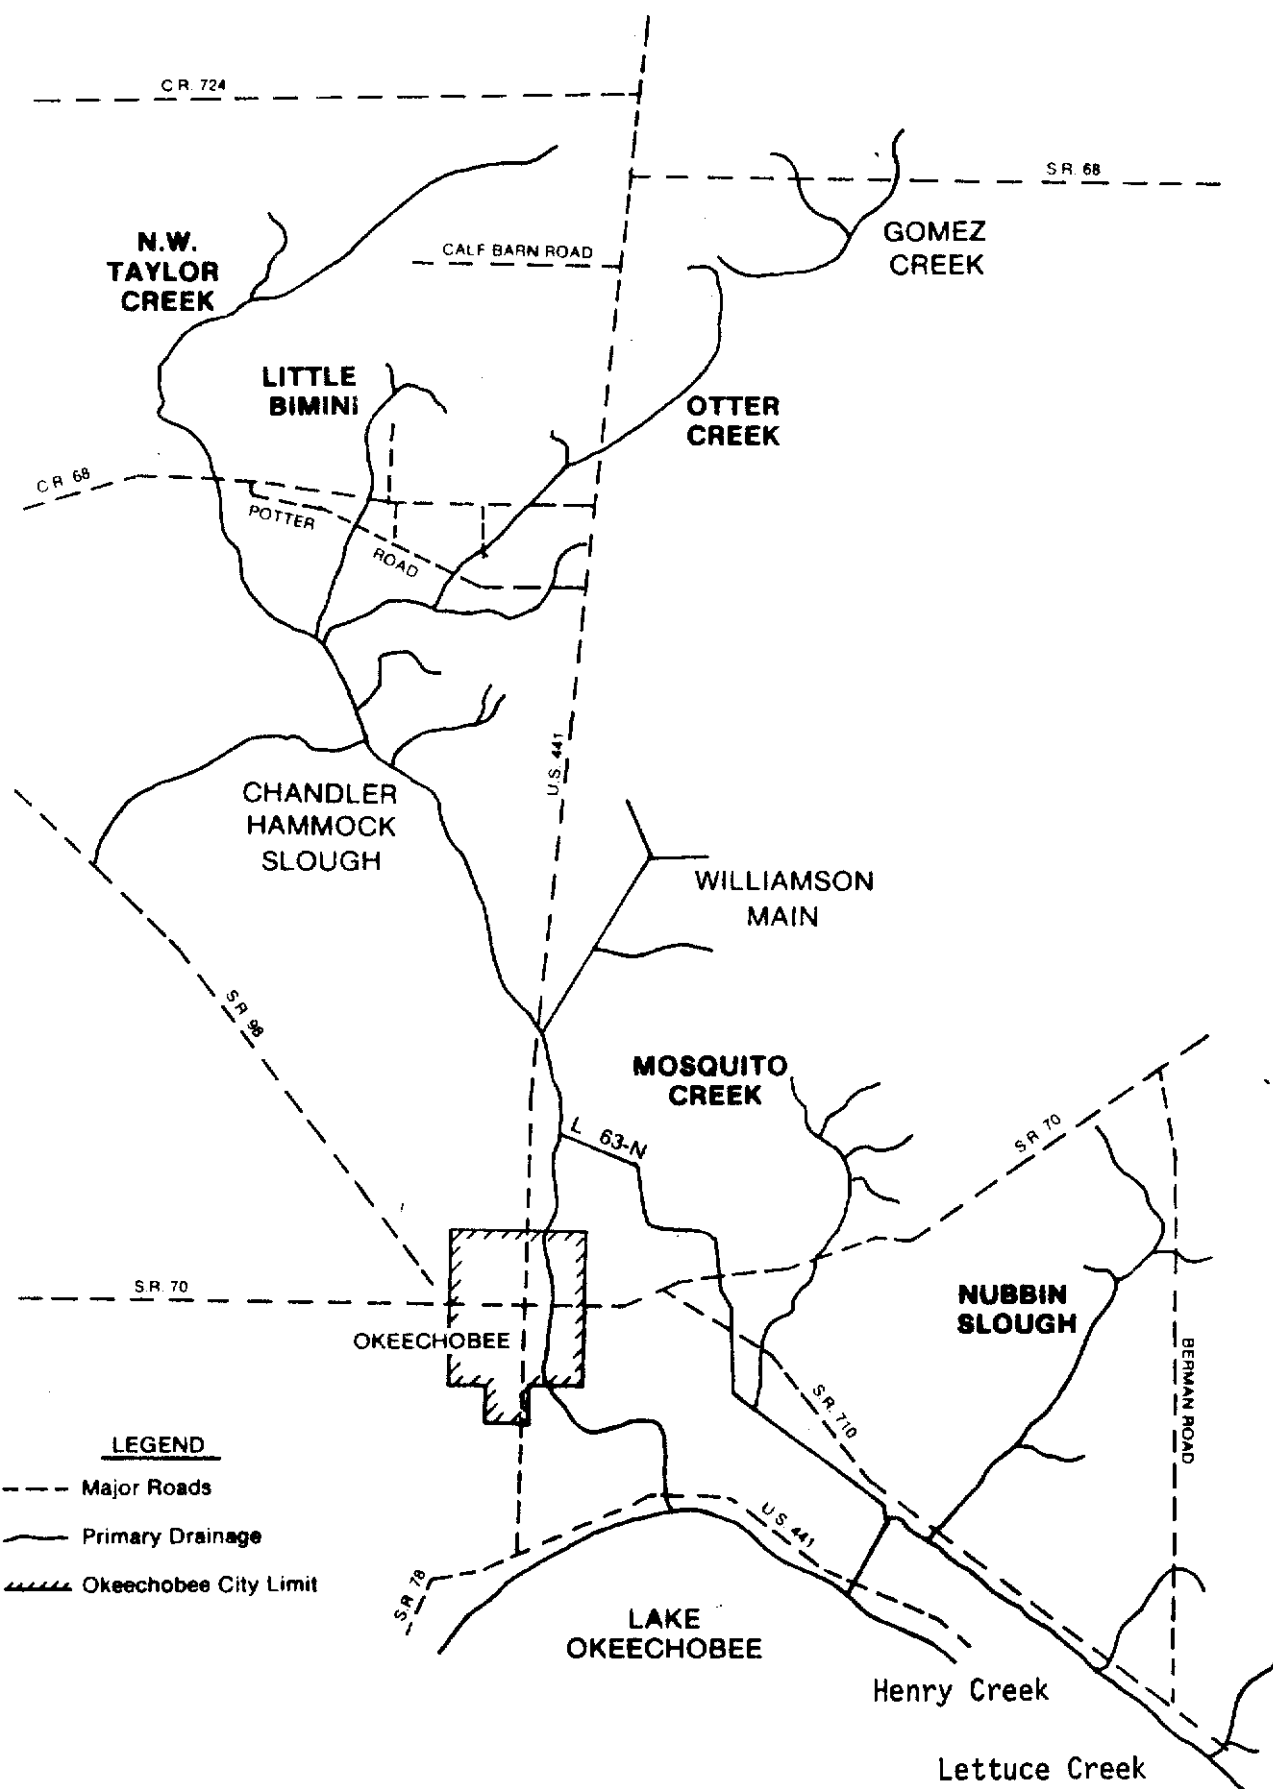 C.R. 724
S.R. 68
GOMEZ
CREEK
N.W.
TAYLOR
CREEK
CALF BARN ROAD
LITTLE
BIMINI
OTTER
CREEK
C.R. 68
POTTER
ROAD
U.S. 441
CHANDLER
HAMMOCK
SLOUGH
WILLIAMSON
MAIN
S.R. 98
MOSQUITO
CREEK
L 63-N
S.R. 70
S.R. 70
NUBBIN
SLOUGH
OKEECHOBEE
BERMAN ROAD
S.R. 710
LEGEND
Major Roads
Primary Drainage
Okeechobee City Limit
U.S. 441
S.R. 78
LAKE
OKEECHOBEE
Henry Creek
Lettuce Creek